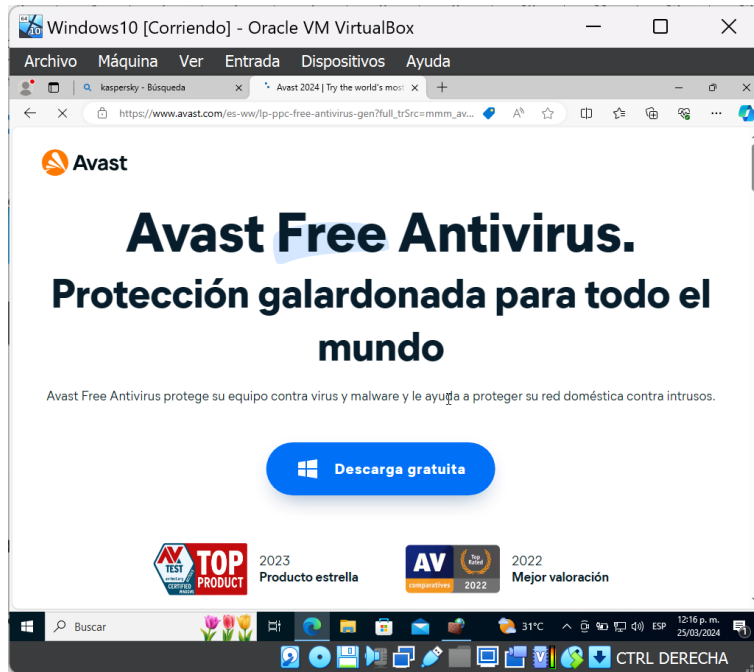 Windows10 [Corriendo] - Oracle VM VirtualBox
Archivo Máquina Ver Entrada Dispositivos Ayuda
kaspersky - Búsqueda
Avast 2024 | Try the world's most
https://www.avast.com/es-ww/lp-ppc-free-antivirus-gen?full_trSrc=mmm_av...
Avast
Avast Free Antivirus.
Protección galardonada para todo el
mundo
Avast Free Antivirus protege su equipo contra virus y malware y le ayuda a proteger su red doméstica contra intrusos.
Descarga gratuita
AV TEST
TOP PRODUCT
2023
Producto estrella
AV comparatives
Top Rated
2022
2022
Mejor valoración
Buscar
31°C
ESP
12:16 p. m.
25/03/2024
CTRL DERECHA